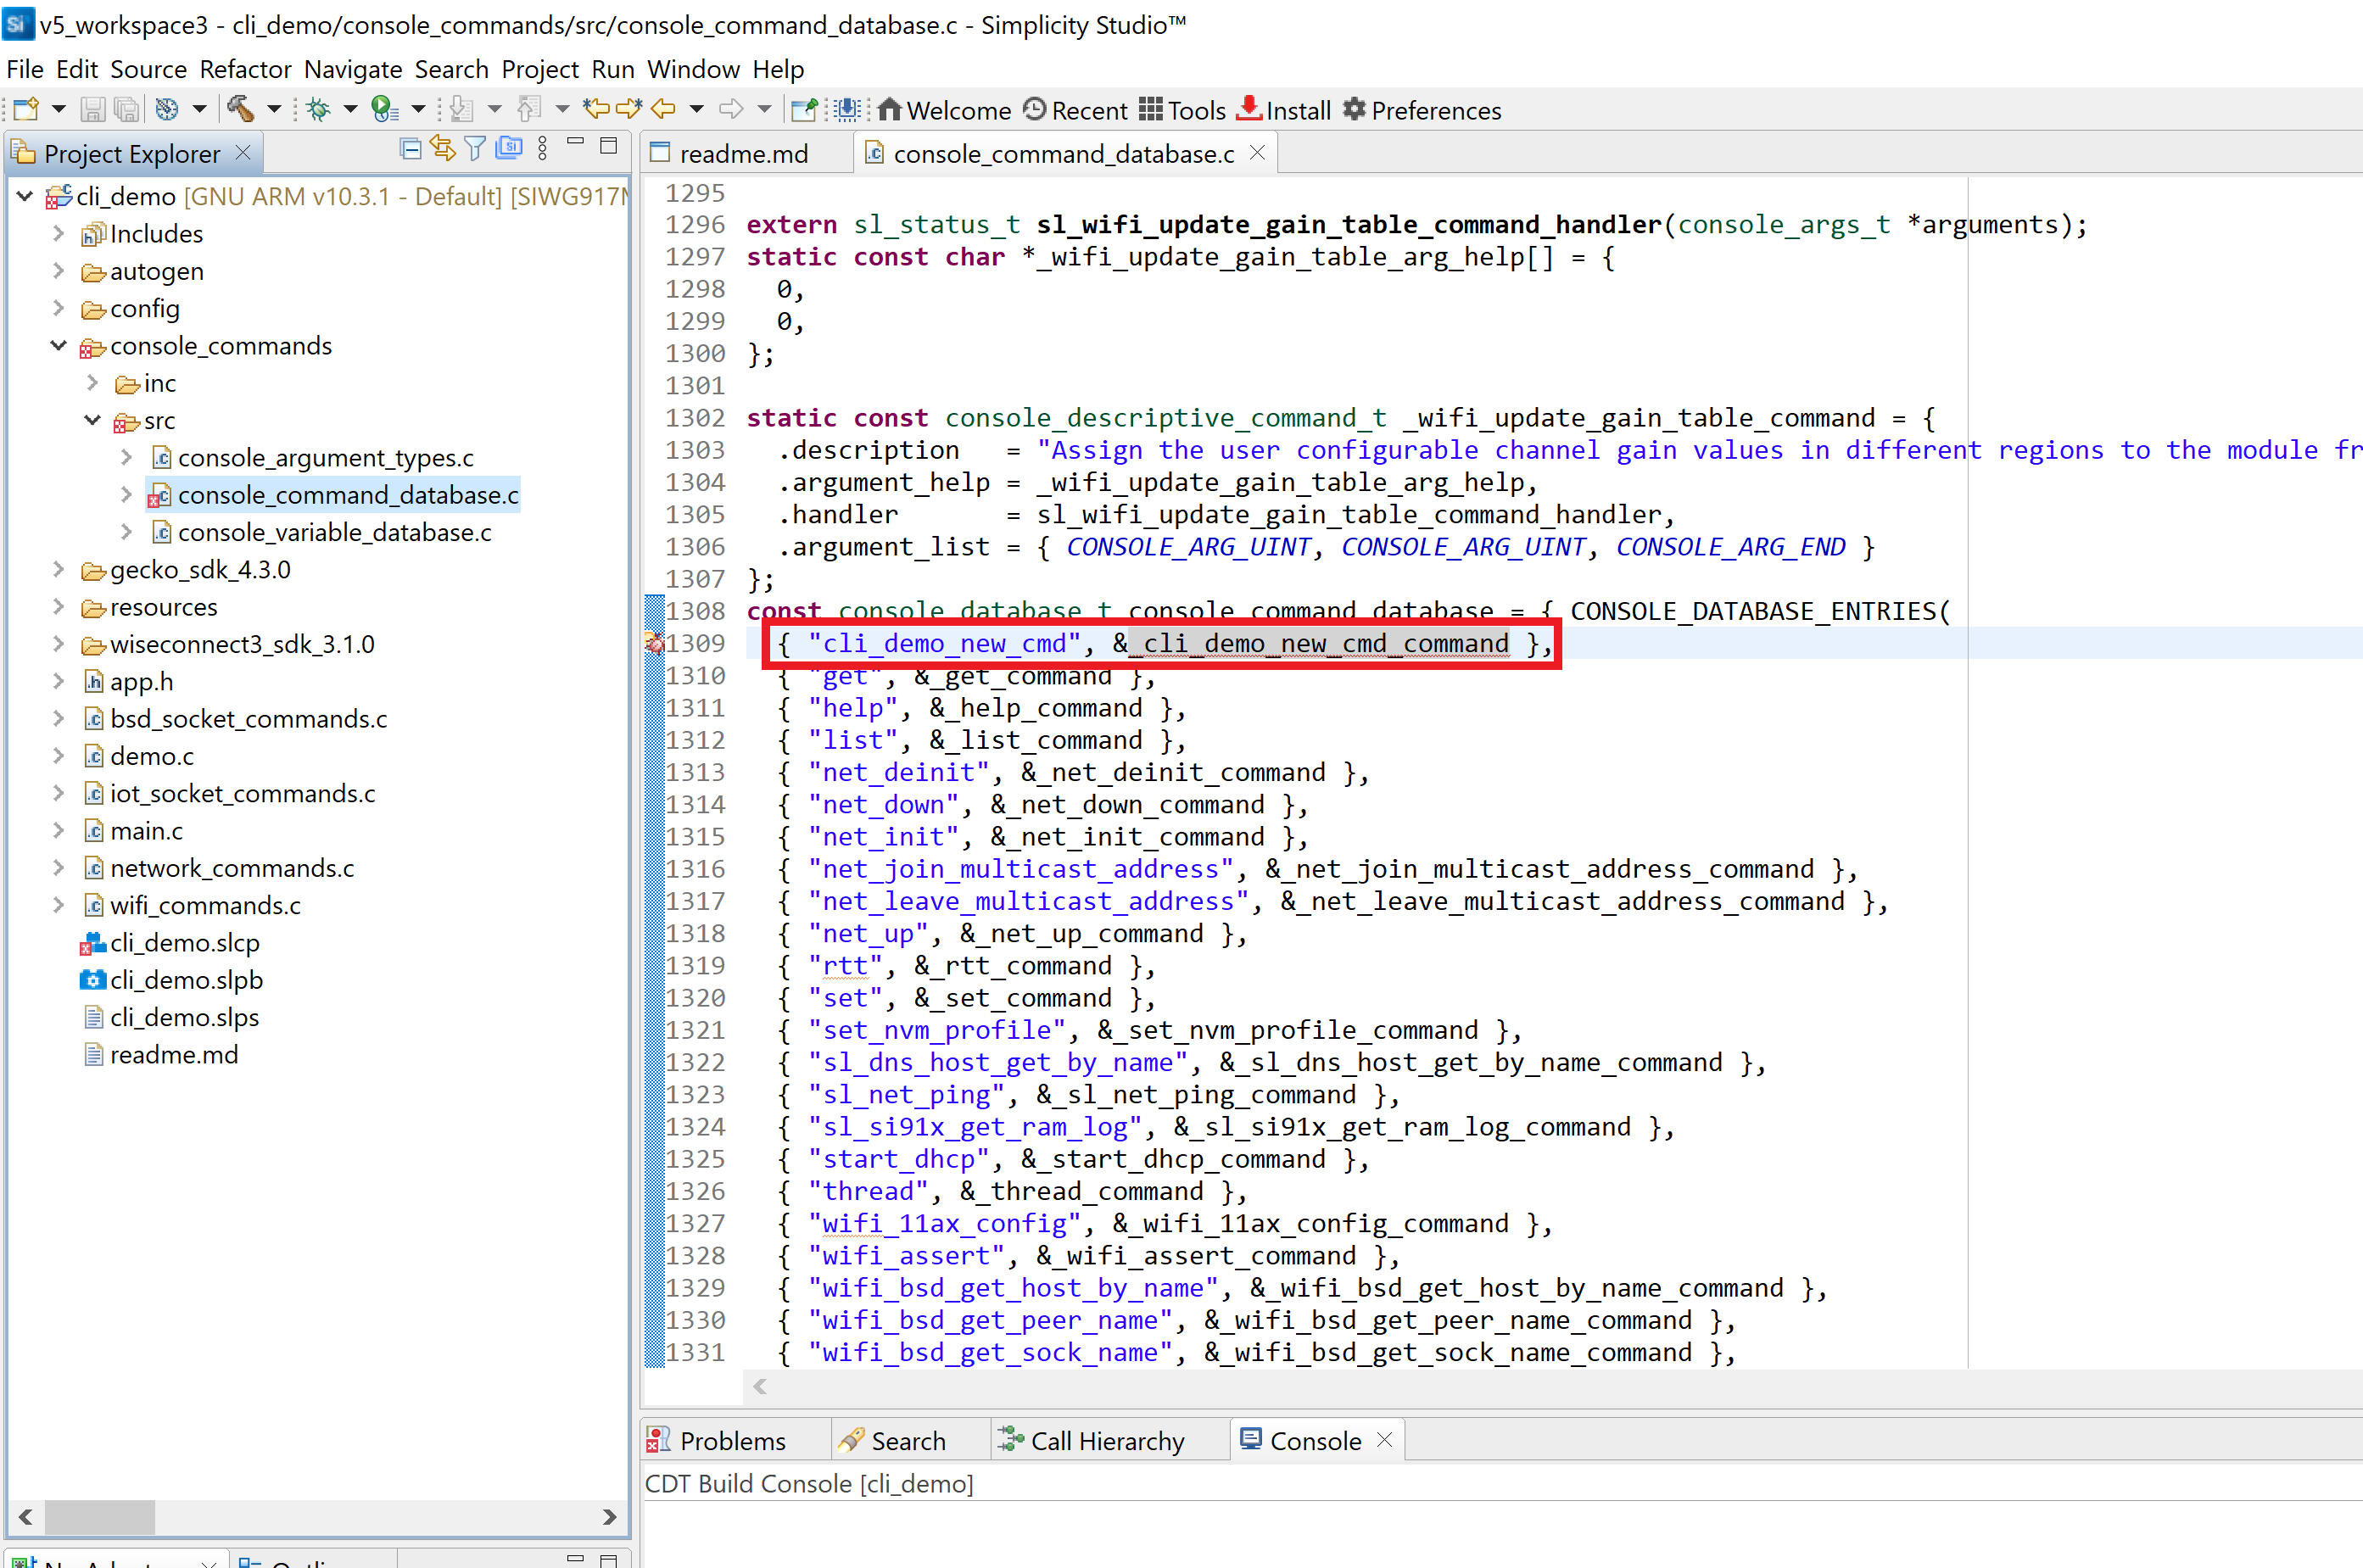 v5_workspace3 - cli_demo/console_commands/src/console_command_database.c - Simplicity Studio™
File Edit Source Refactor Navigate Search Project Run Window Help
Welcome Recent Tools Install Preferences
Project Explorer
cli_demo [GNU ARM v10.3.1 - Default] [SIWG917M
Includes
autogen
config
console_commands
inc
src
console_argument_types.c
console_command_database.c
console_variable_database.c
gecko_sdk_4.3.0
resources
wiseconnect3_sdk_3.1.0
app.h
bsd_socket_commands.c
demo.c
iot_socket_commands.c
main.c
network_commands.c
wifi_commands.c
cli_demo.slcp
cli_demo.slpb
cli_demo.slps
readme.md
readme.md console_command_database.c
1295
1296 extern sl_status_t sl_wifi_update_gain_table_command_handler(console_args_t *arguments);
1297 static const char *_wifi_update_gain_table_arg_help[] = {
1298 0,
1299 0,
1300 };
1301
1302 static const console_descriptive_command_t _wifi_update_gain_table_command = {
1303 .description = "Assign the user configurable channel gain values in different regions to the module fr
1304 .argument_help = _wifi_update_gain_table_arg_help,
1305 .handler = sl_wifi_update_gain_table_command_handler,
1306 .argument_list = { CONSOLE_ARG_UINT, CONSOLE_ARG_UINT, CONSOLE_ARG_END }
1307 };
1308 const console_database_t console_command_database = { CONSOLE_DATABASE_ENTRIES(
1309 { "cli_demo_new_cmd", &_cli_demo_new_cmd_command },
1310 { "get", &_get_command },
1311 { "help", &_help_command },
1312 { "list", &_list_command },
1313 { "net_deinit", &_net_deinit_command },
1314 { "net_down", &_net_down_command },
1315 { "net_init", &_net_init_command },
1316 { "net_join_multicast_address", &_net_join_multicast_address_command },
1317 { "net_leave_multicast_address", &_net_leave_multicast_address_command },
1318 { "net_up", &_net_up_command },
1319 { "rtt", &_rtt_command },
1320 { "set", &_set_command },
1321 { "set_nvm_profile", &_set_nvm_profile_command },
1322 { "sl_dns_host_get_by_name", &_sl_dns_host_get_by_name_command },
1323 { "sl_net_ping", &_sl_net_ping_command },
1324 { "sl_si91x_get_ram_log", &_sl_si91x_get_ram_log_command },
1325 { "start_dhcp", &_start_dhcp_command },
1326 { "thread", &_thread_command },
1327 { "wifi_11ax_config", &_wifi_11ax_config_command },
1328 { "wifi_assert", &_wifi_assert_command },
1329 { "wifi_bsd_get_host_by_name", &_wifi_bsd_get_host_by_name_command },
1330 { "wifi_bsd_get_peer_name", &_wifi_bsd_get_peer_name_command },
1331 { "wifi_bsd_get_sock_name", &_wifi_bsd_get_sock_name_command },
Problems Search Call Hierarchy Console
CDT Build Console [cli_demo]